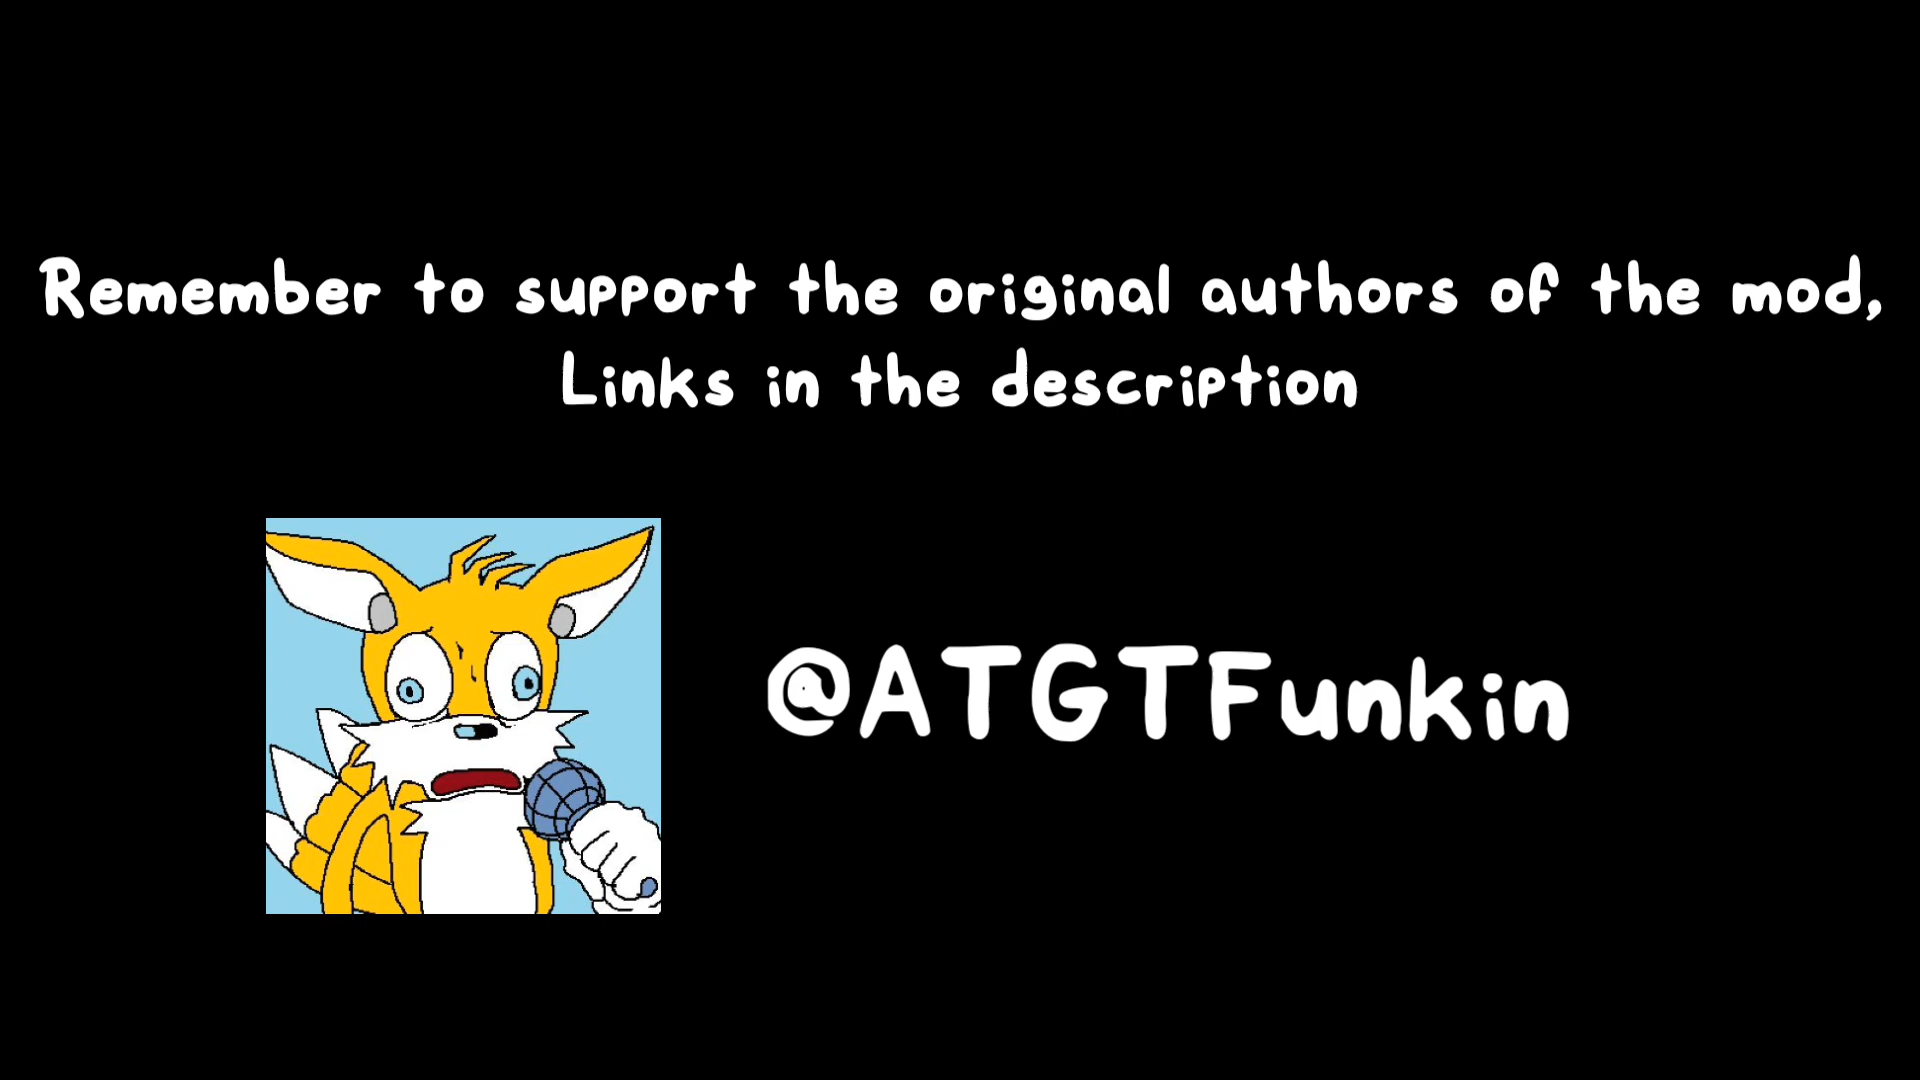 Remember to support the original authors of the mod,
Links in the description
@ATGTFunkin